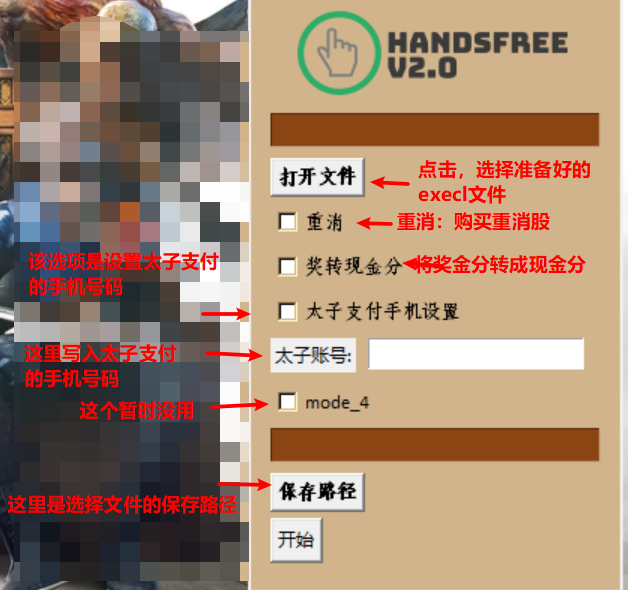 HANDSFREE
V2.0
打开文件
点击，选择准备好的
execl文件
重消
重消：购买重消股
奖转现金分
将奖金分转成现金分
该选项是设置太子支付
的手机号码
太子支付手机设置
这里写入太子支付
的手机号码
太子账号:
这个暂时没用
mode_4
这里是选择文件的保存路径
保存路径
开始